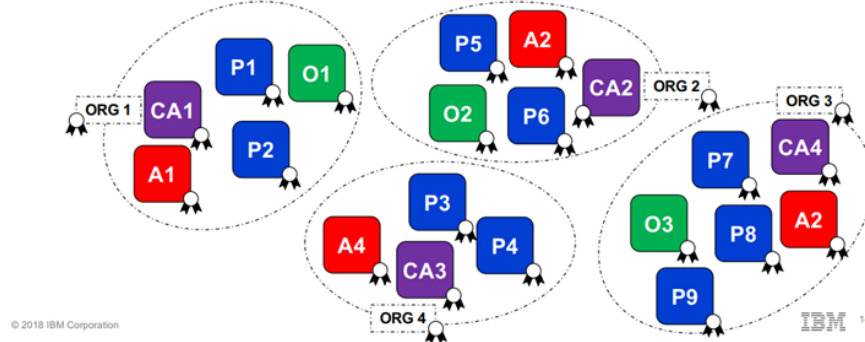 P1
O1
ORG 1
CA1
P2
A1
P5
A2
CA2
ORG 2
O2
P6
ORG 3
P7
CA4
O3
P8
A2
P9
P3
A4
CA3
P4
ORG 4
© 2018 IBM Corporation
IBM